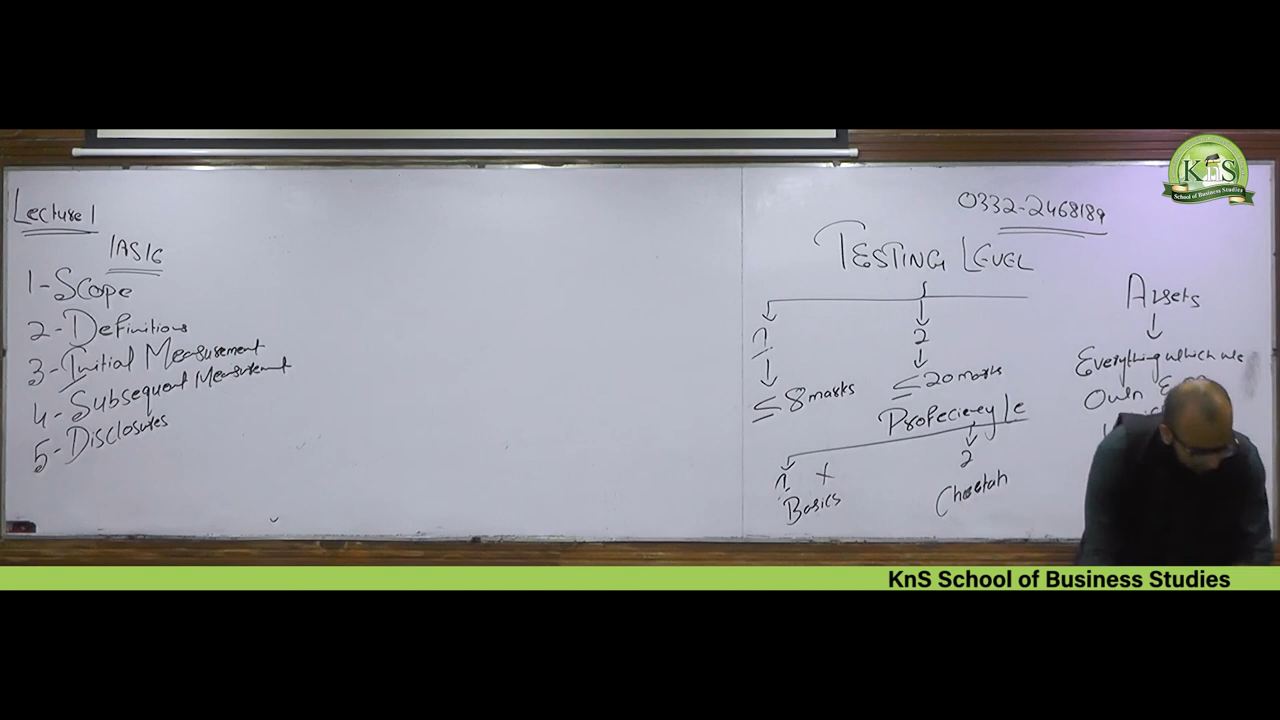 Lecture 1
IAS 16
1-Scope
2-Definitions
3-Initial Measurement
4-Subsequent Measurement
5-Disclosures
0332-2468189
TESTING LEVEL
1
2
≤ 8 marks
≤ 20 marks
Profeciency Le
1 +
2
Basics
Cheetah
Assets
↓
Everything which we
Own
KnS
School of Business Studies
KnS School of Business Studies